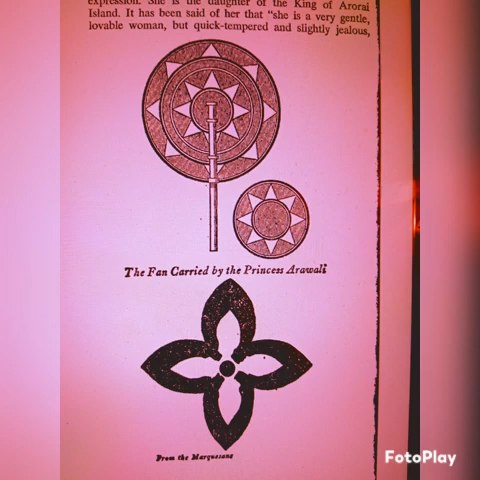 expression. She is the daughter of the King of Arorai
Island. It has been said of her that "she is a very gentle,
lovable woman, but quick-tempered and slightly jealous,
The Fan Carried by the Princess Arawali
From the Marquesans
FotoPlay